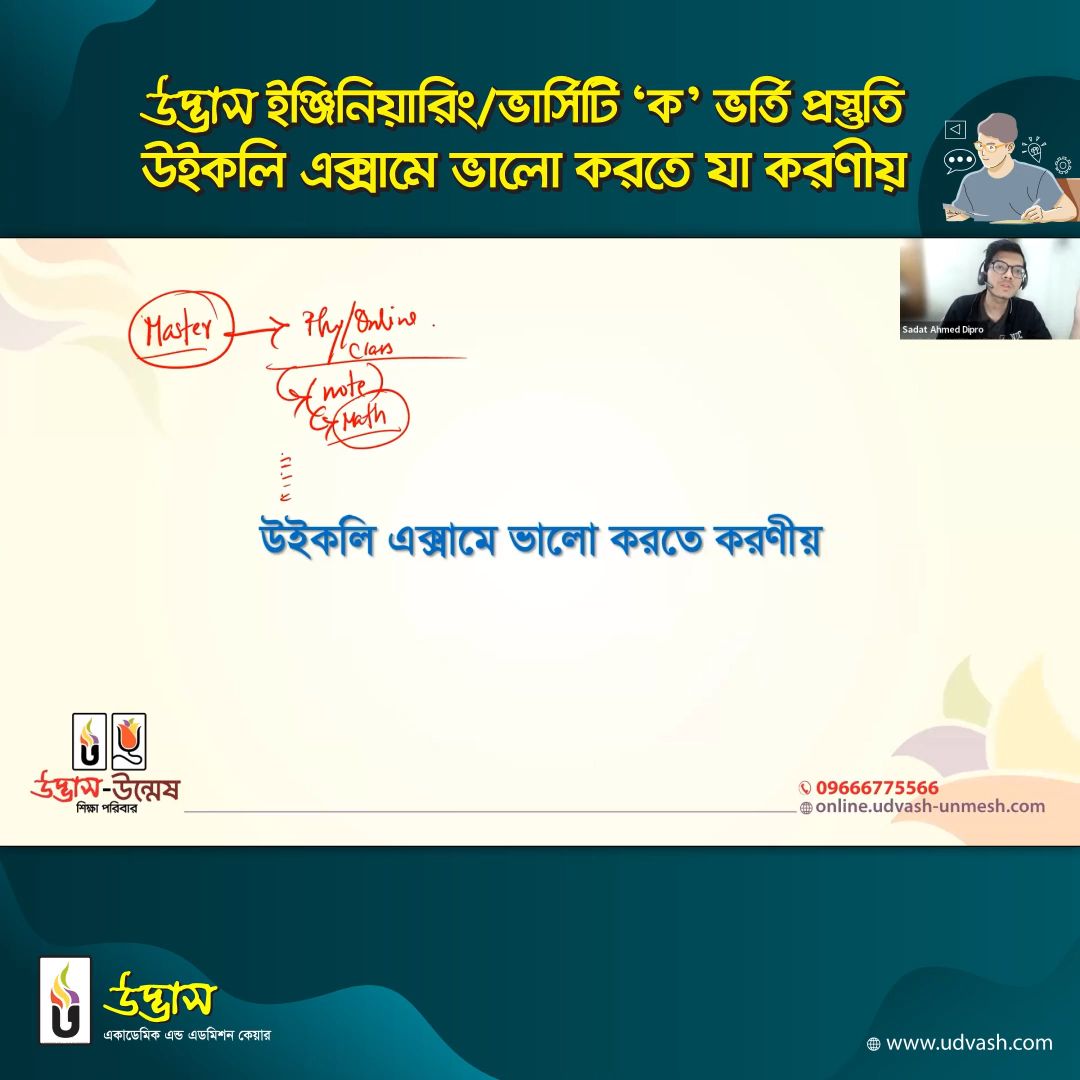 উদ্ভাস ইঞ্জিনিয়ারিং/ভার্সিটি ‘ক’ ভর্তি প্রস্তুতি
উইকলি এক্সামে ভালো করতে যা করণীয়
Sadat Ahmed Dipro
Master → Phy/Online
Class
(note)
Math
উইকলি এক্সামে ভালো করতে করণীয়
উদ্ভাস-উন্মেষ
শিক্ষা পরিবার
09666775566
online.udvash-unmesh.com
উদ্ভাস
একাডেমিক এন্ড এডমিশন কেয়ার
www.udvash.com